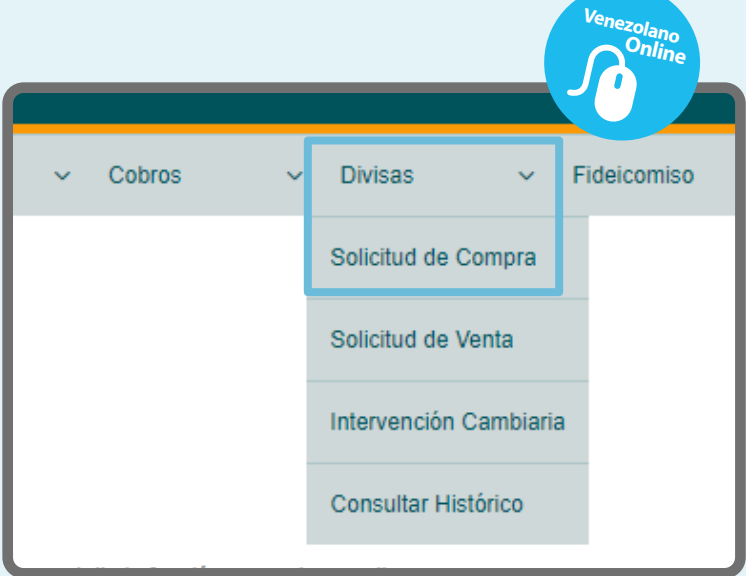 Venezolano
Online
Cobros
Divisas
Fideicomiso
Solicitud de Compra
Solicitud de Venta
Intervención Cambiaria
Consultar Histórico